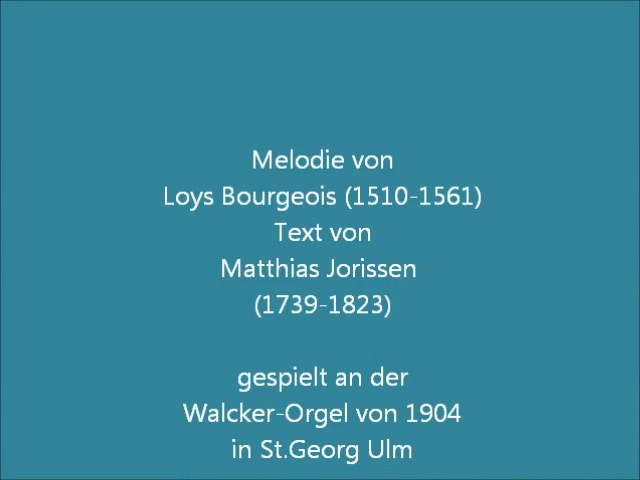 Melodie von
Loys Bourgeois (1510-1561)
Text von
Matthias Jorissen
(1739-1823)
gespielt an der
Walcker-Orgel von 1904
in St.Georg Ulm